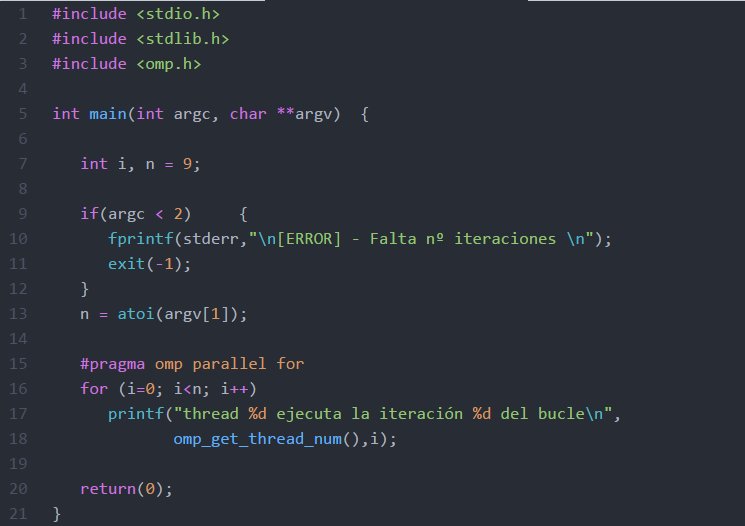 1 #include <stdio.h>
2 #include <stdlib.h>
3 #include <omp.h>
4
5 int main(int argc, char **argv)  {
6
7    int i, n = 9;
8
9    if(argc < 2)     {
10       fprintf(stderr,"\n[ERROR] - Falta nº iteraciones \n");
11       exit(-1);
12    }
13    n = atoi(argv[1]);
14
15    #pragma omp parallel for
16    for (i=0; i<n; i++)
17       printf("thread %d ejecuta la iteración %d del bucle\n",
18              omp_get_thread_num(),i);
19
20    return(0);
21 }